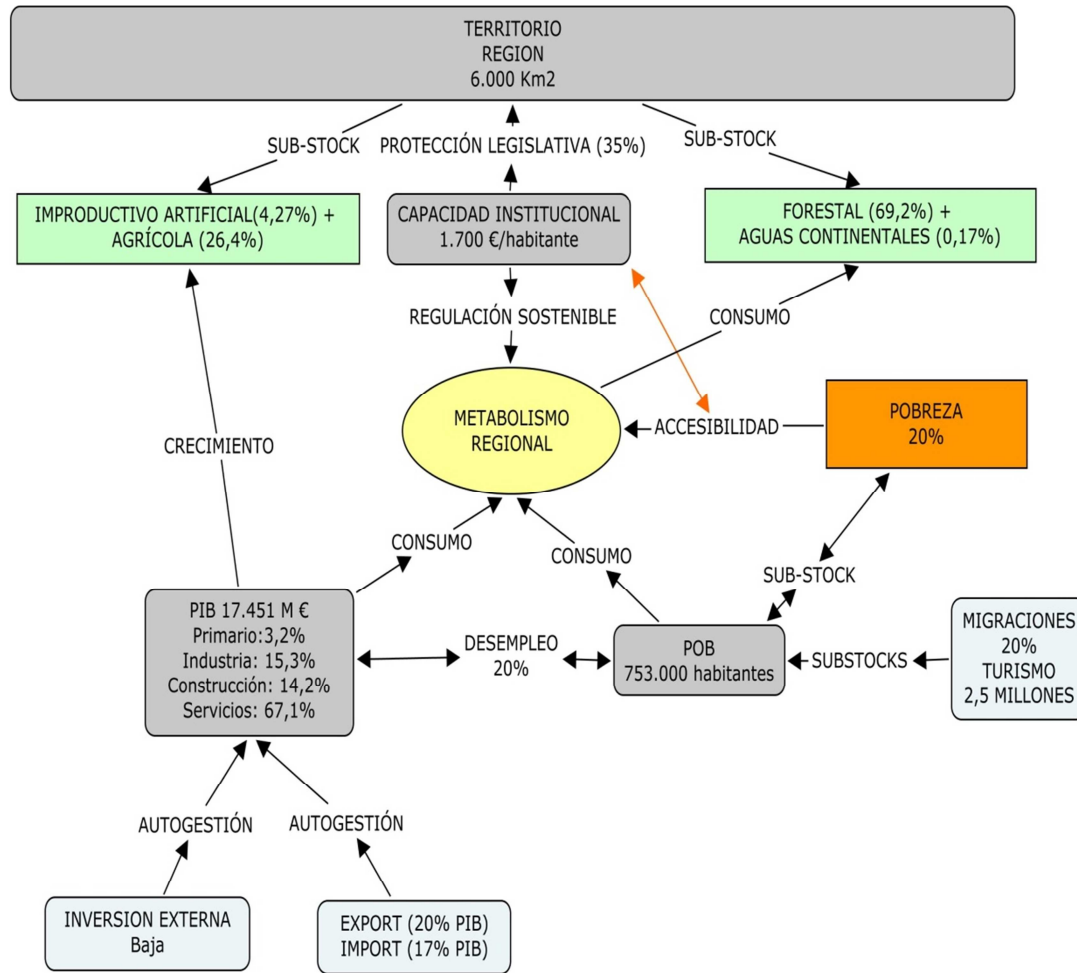 TERRITORIO
REGION
6.000 Km2
SUB-STOCK
PROTECCIÓN LEGISLATIVA (35%)
SUB-STOCK
IMPRODUCTIVO ARTIFICIAL(4,27%) +
AGRÍCOLA (26,4%)
CAPACIDAD INSTITUCIONAL
1.700 €/habitante
FORESTAL (69,2%) +
AGUAS CONTINENTALES (0,17%)
REGULACIÓN SOSTENIBLE
CONSUMO
METABOLISMO
REGIONAL
ACCESIBILIDAD
POBREZA
20%
CRECIMIENTO
CONSUMO
CONSUMO
SUB-STOCK
PIB 17.451 M €
Primario:3,2%
Industria: 15,3%
Construcción: 14,2%
Servicios: 67,1%
DESEMPLEO
20%
POB
753.000 habitantes
SUBSTOCKS
MIGRACIONES
20%
TURISMO
2,5 MILLONES
AUTOGESTIÓN
AUTOGESTIÓN
INVERSION EXTERNA
Baja
EXPORT (20% PIB)
IMPORT (17% PIB)